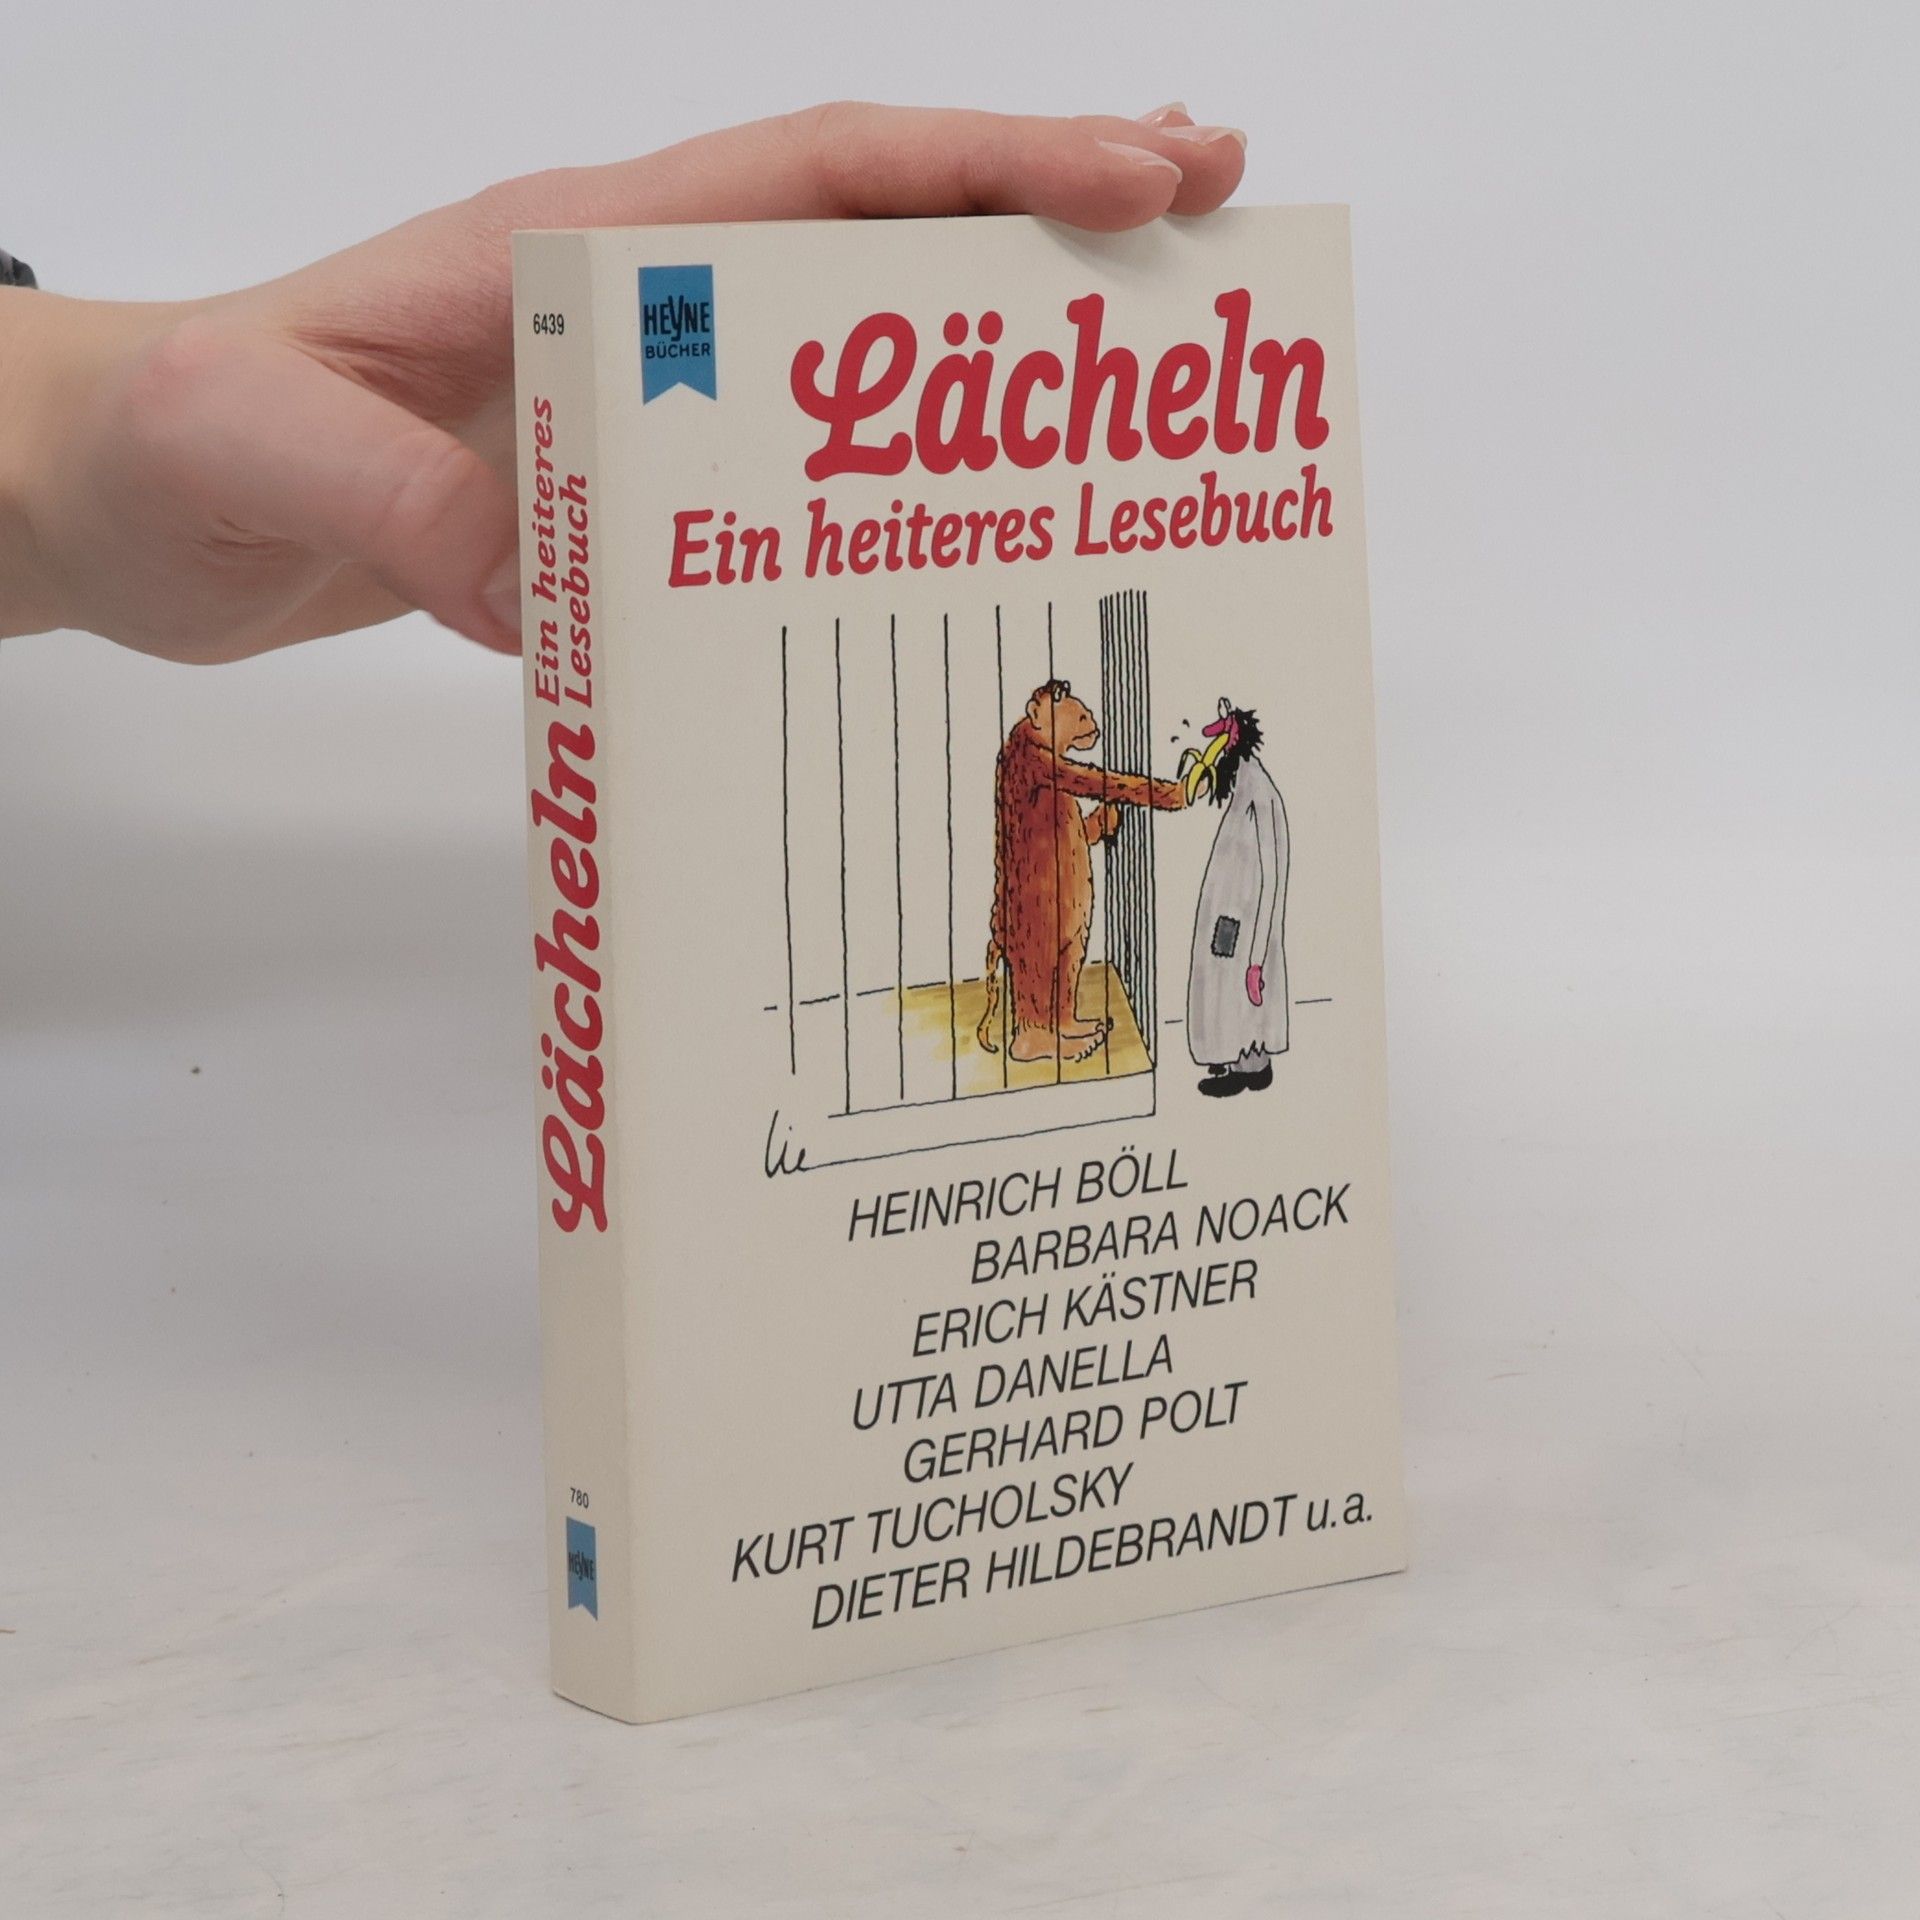 6439
Lächeln
Ein heiteres
Lesebuch
780
HEYNE
HEYNE
BÜCHER
Lächeln
Ein heiteres Lesebuch
lie
HEINRICH BÖLL
BARBARA NOACK
ERICH KÄSTNER
UTTA DANELLA
GERHARD POLT
KURT TUCHOLSKY
DIETER HILDEBRANDT u.a.